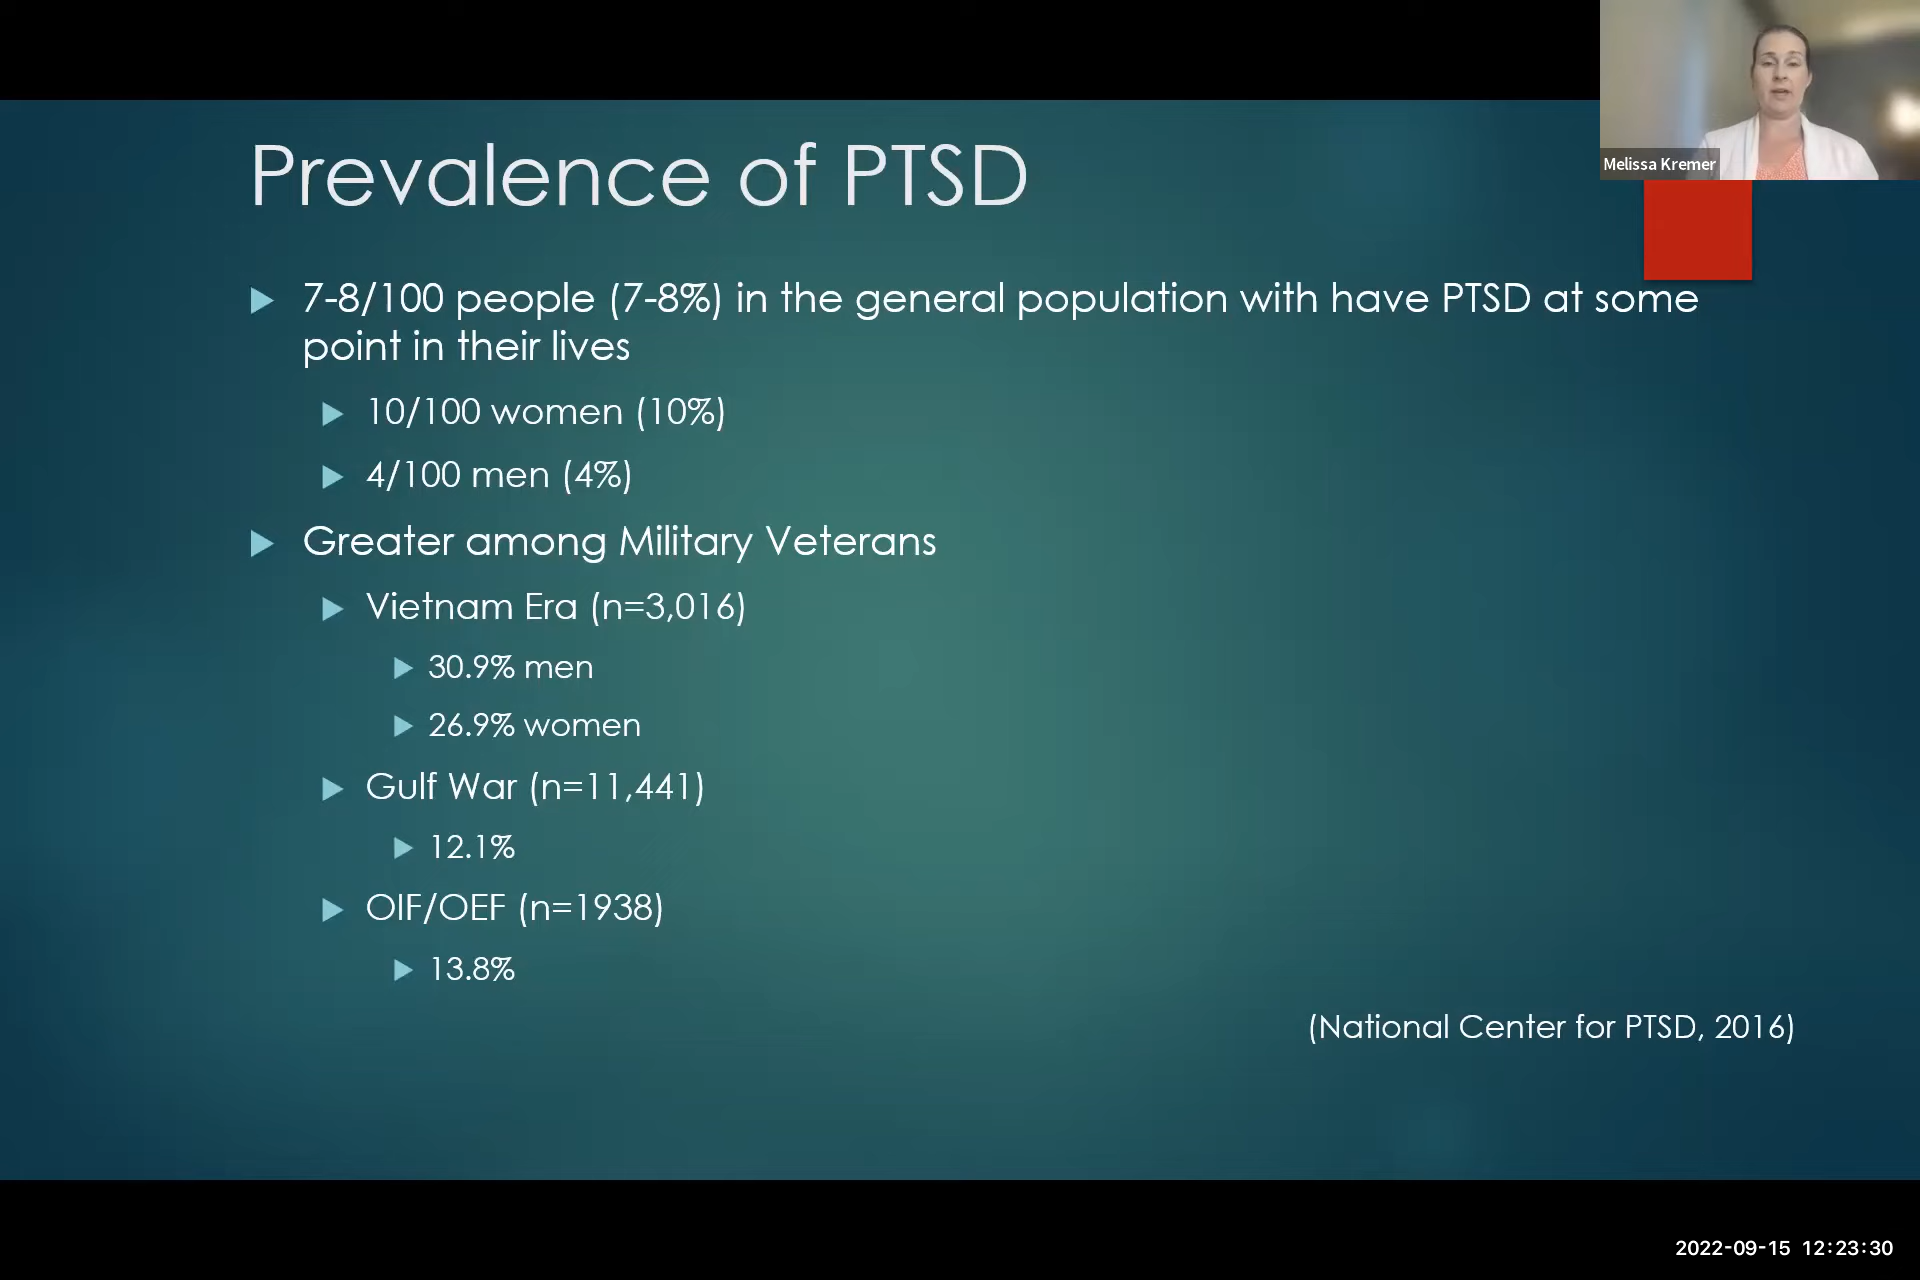 Melissa Kremer
Prevalence of PTSD
7-8/100 people (7-8%) in the general population with have PTSD at some
point in their lives
10/100 women (10%)
4/100 men (4%)
Greater among Military Veterans
Vietnam Era (n=3,016)
30.9% men
26.9% women
Gulf War (n=11,441)
12.1%
OIF/OEF (n=1938)
13.8%
(National Center for PTSD, 2016)
2022-09-15 12:23:30